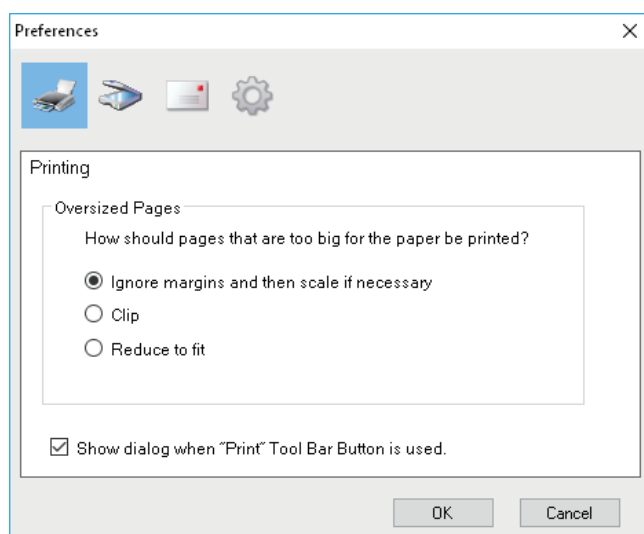 Preferences
Printing
Oversized Pages
How should pages that are too big for the paper be printed?
Ignore margins and then scale if necessary
Clip
Reduce to fit
Show dialog when "Print" Tool Bar Button is used.
OK Cancel